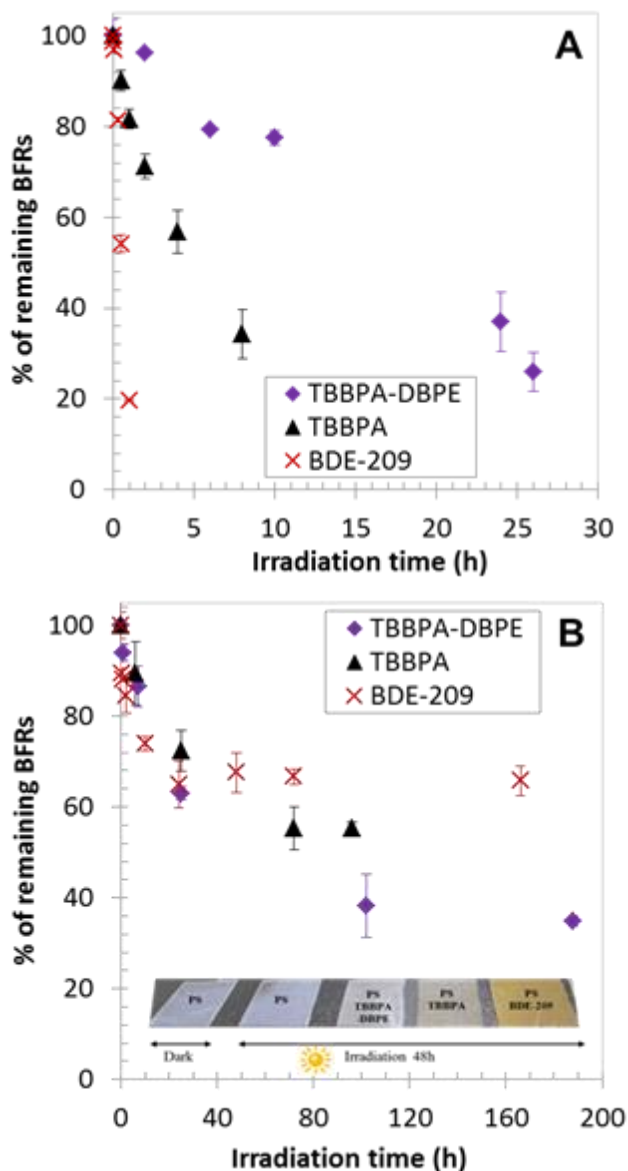 A
% of remaining BFRs
100
80
60
40
20
0
TBBPA-DBPE
TBBPA
BDE-209
0 5 10 15 20 25 30
Irradiation time (h)
B
% of remaining BFRs
100
80
60
40
20
0
TBBPA-DBPE
TBBPA
BDE-209
PS
PS
PS
TBBPA
-DBPE
PS
TBBPA
PS
BDE-209
Dark
Irradiation 48h
0 40 80 120 160 200
Irradiation time (h)